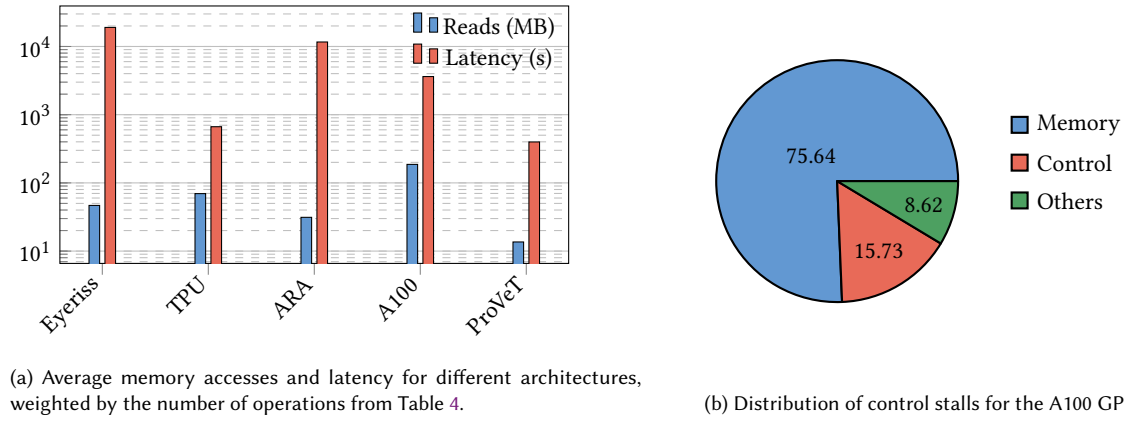 Reads (MB)
Latency (s)
10^4
10^3
10^2
10^1
Eyeriss
TPU
ARA
A100
ProVeT
(a) Average memory accesses and latency for different architectures,
weighted by the number of operations from Table 4.
75.64
15.73
8.62
Memory
Control
Others
(b) Distribution of control stalls for the A100 GP